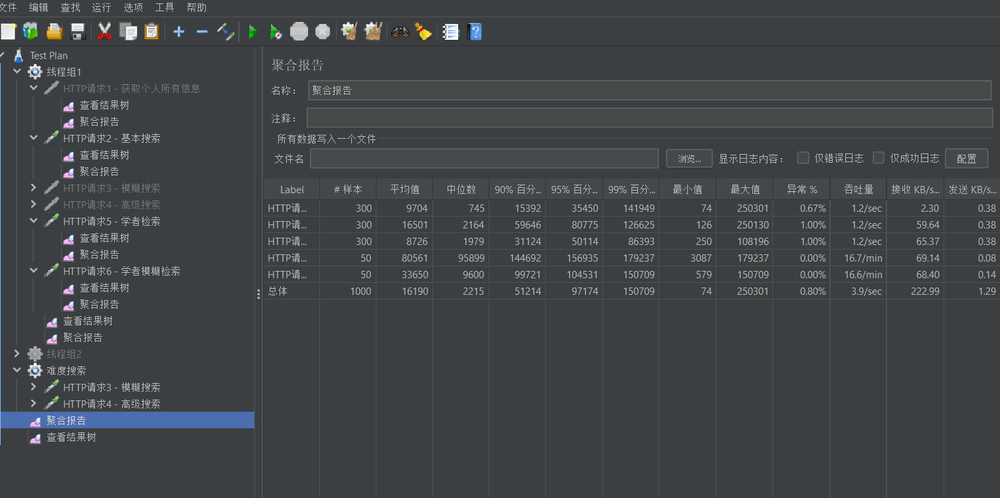 文件 编辑 查找 运行 选项 工具 帮助
STOP
Test Plan
线程组1
HTTP请求1 - 获取个人所有信息
查看结果树
聚合报告
HTTP请求2 - 基本搜索
查看结果树
聚合报告
HTTP请求3 - 模糊搜索
HTTP请求4 - 高级搜索
HTTP请求5 - 学者检索
查看结果树
聚合报告
HTTP请求6 - 学者模糊检索
查看结果树
聚合报告
查看结果树
聚合报告
线程组2
难度搜索
HTTP请求3 - 模糊搜索
HTTP请求4 - 高级搜索
聚合报告
查看结果树
聚合报告
名称： 聚合报告
注释：
所有数据写入一个文件
文件名 浏览... 显示日志内容： 仅错误日志 仅成功日志 配置
Label # 样本 平均值 中位数 90% 百分... 95% 百分... 99% 百分... 最小值 最大值 异常 % 吞吐量 接收 KB/s... 发送 KB/s...
HTTP请... 300 9704 745 15392 35450 141949 74 250301 0.67% 1.2/sec 2.30 0.38
HTTP请... 300 16501 2164 59646 80775 126625 126 250130 1.00% 1.2/sec 59.64 0.38
HTTP请... 300 8726 1979 31124 50114 86393 250 108196 1.00% 1.2/sec 65.37 0.38
HTTP请... 50 80561 95899 144692 156935 179237 3087 179237 0.00% 16.7/min 69.14 0.08
HTTP请... 50 33650 9600 99721 104531 150709 579 150709 0.00% 16.6/min 68.40 0.14
总体 1000 16190 2215 51214 97174 150709 74 250301 0.80% 3.9/sec 222.99 1.29